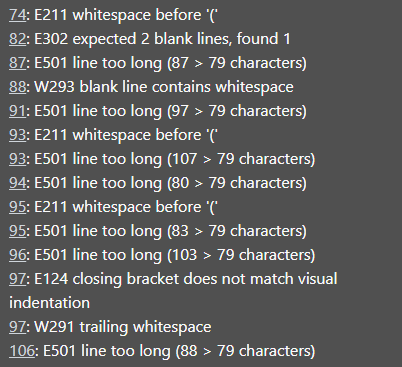 74: E211 whitespace before '('
82: E302 expected 2 blank lines, found 1
87: E501 line too long (87 > 79 characters)
88: W293 blank line contains whitespace
91: E501 line too long (97 > 79 characters)
93: E211 whitespace before '('
93: E501 line too long (107 > 79 characters)
94: E501 line too long (80 > 79 characters)
95: E211 whitespace before '('
95: E501 line too long (83 > 79 characters)
96: E501 line too long (103 > 79 characters)
97: E124 closing bracket does not match visual
indentation
97: W291 trailing whitespace
106: E501 line too long (88 > 79 characters)